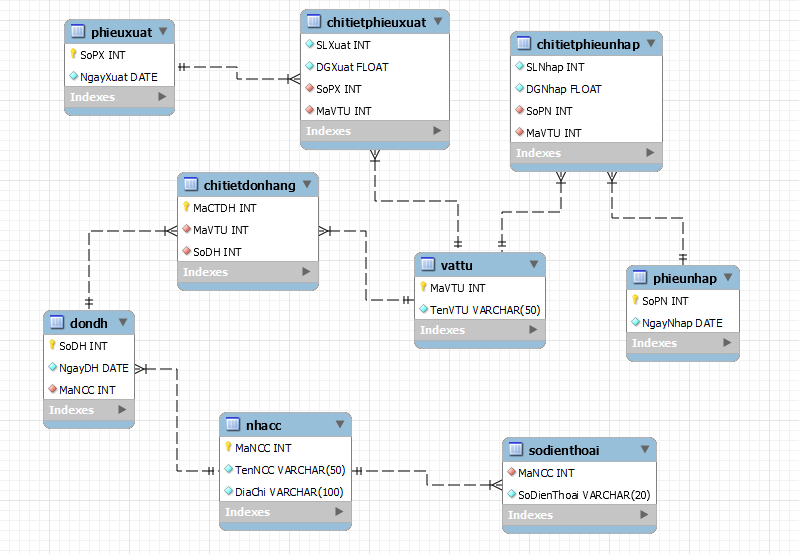 phieuxuat
SoPX INT
NgayXuat DATE
Indexes
chitietphieuxuat
SLXuat INT
DGXuat FLOAT
SoPX INT
MaVTU INT
Indexes
chitietphieunhap
SLNhap INT
DGNhap FLOAT
SoPN INT
MaVTU INT
Indexes
chitietdonhang
MaCTDH INT
MaVTU INT
SoDH INT
Indexes
vattu
MaVTU INT
TenVTU VARCHAR(50)
Indexes
phieunhap
SoPN INT
NgayNhap DATE
Indexes
dondh
SoDH INT
NgayDH DATE
MaNCC INT
Indexes
nhacc
MaNCC INT
TenNCC VARCHAR(50)
DiaChi VARCHAR(100)
Indexes
sodienthoai
MaNCC INT
SoDienThoai VARCHAR(20)
Indexes